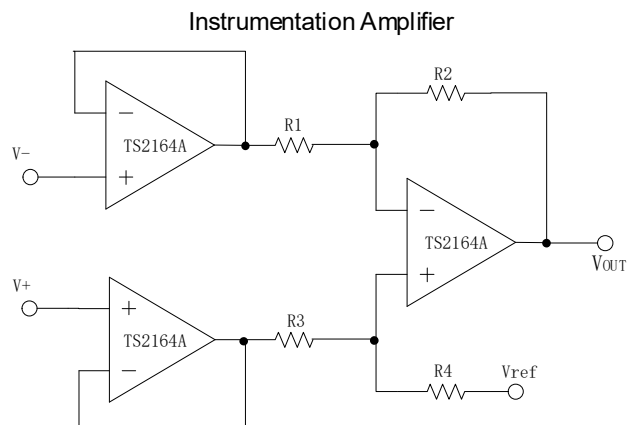 Instrumentation Amplifier
R2
−
TS2164A
+
R1
V-
−
TS2164A
+
VOUT
V+
+
TS2164A
−
R3
R4
Vref